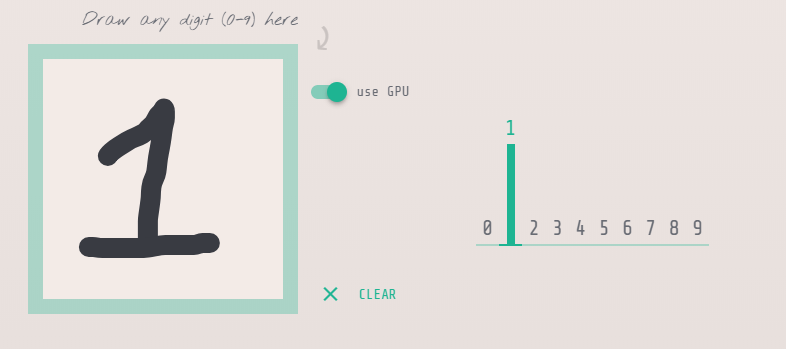 Draw any digit (0-9) here
1
use GPU
1
0 2 3 4 5 6 7 8 9
CLEAR